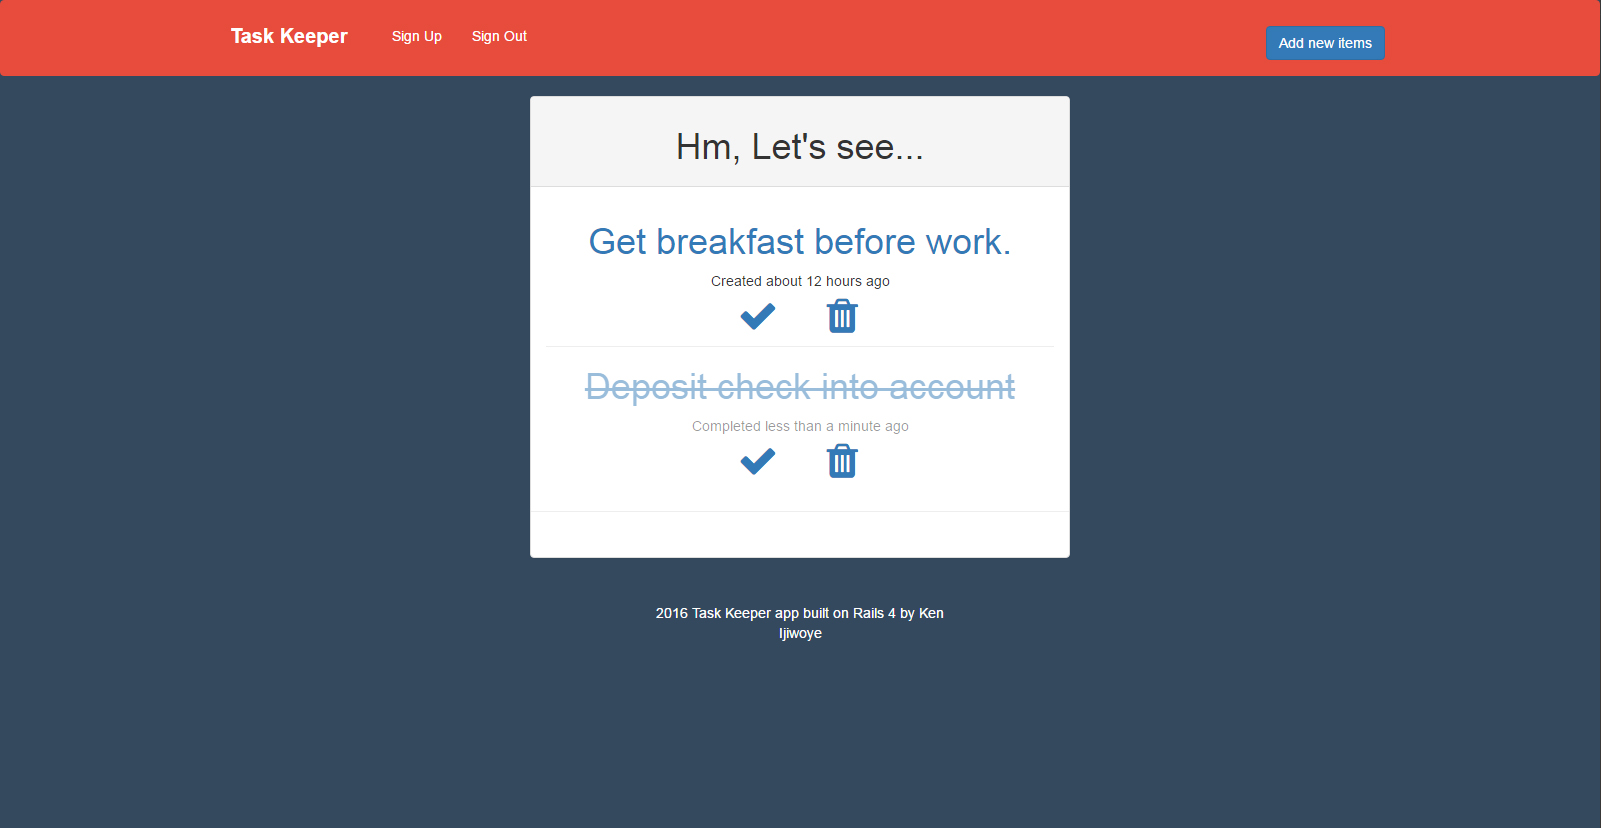 Task Keeper Sign Up Sign Out Add new items
Hm, Let's see...
Get breakfast before work.
Created about 12 hours ago
Deposit check into account
Completed less than a minute ago
2016 Task Keeper app built on Rails 4 by Ken
Ijiwoye